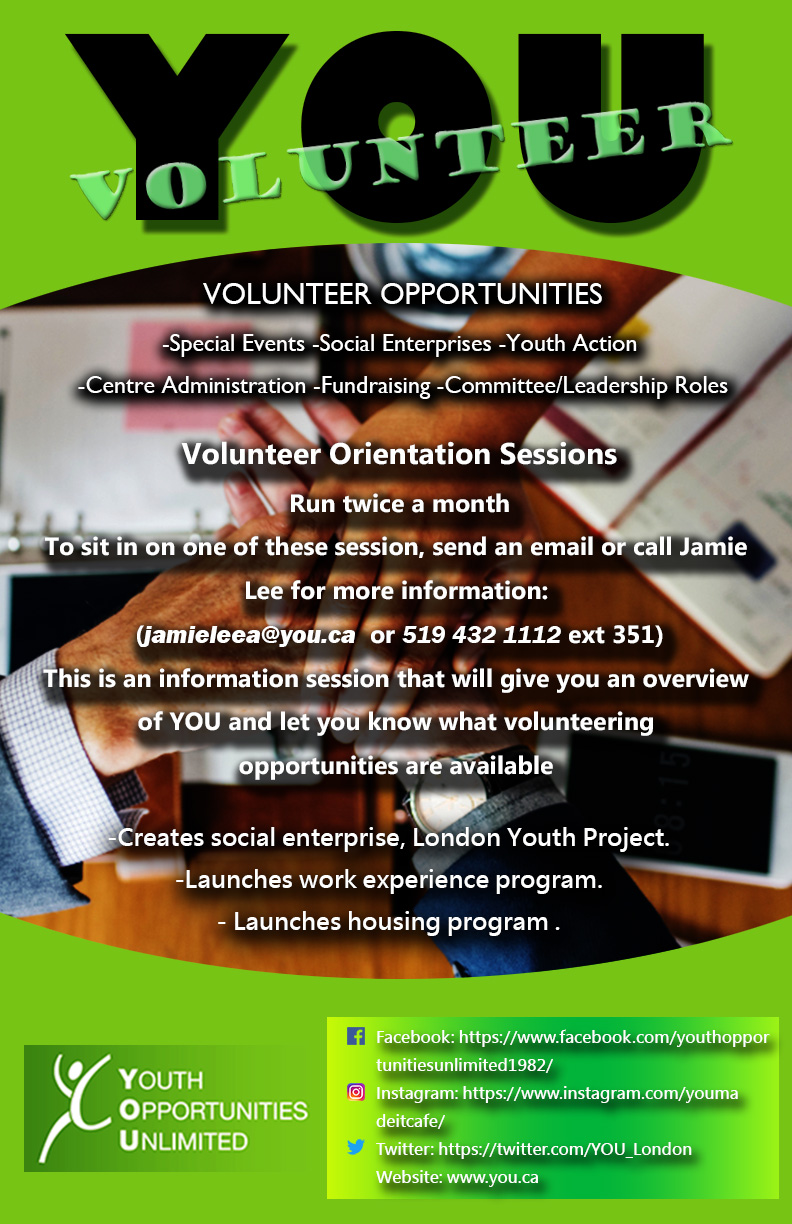 YOU
VOLUNTEER
VOLUNTEER OPPORTUNITIES
-Special Events -Social Enterprises -Youth Action
-Centre Administration -Fundraising -Committee/Leadership Roles
Volunteer Orientation Sessions
Run twice a month
To sit in on one of these session, send an email or call Jamie
Lee for more information:
(jamieleea@you.ca or 519 432 1112 ext 351)
This is an information session that will give you an overview
of YOU and let you know what volunteering
opportunities are available
-Creates social enterprise, London Youth Project.
-Launches work experience program.
- Launches housing program .
YOUTH
OPPORTUNITIES
UNLIMITED
Facebook: https://www.facebook.com/youthoppor
tunitiesunlimited1982/
Instagram: https://www.instagram.com/youma
deitcafe/
Twitter: https://twitter.com/YOU_London
Website: www.you.ca